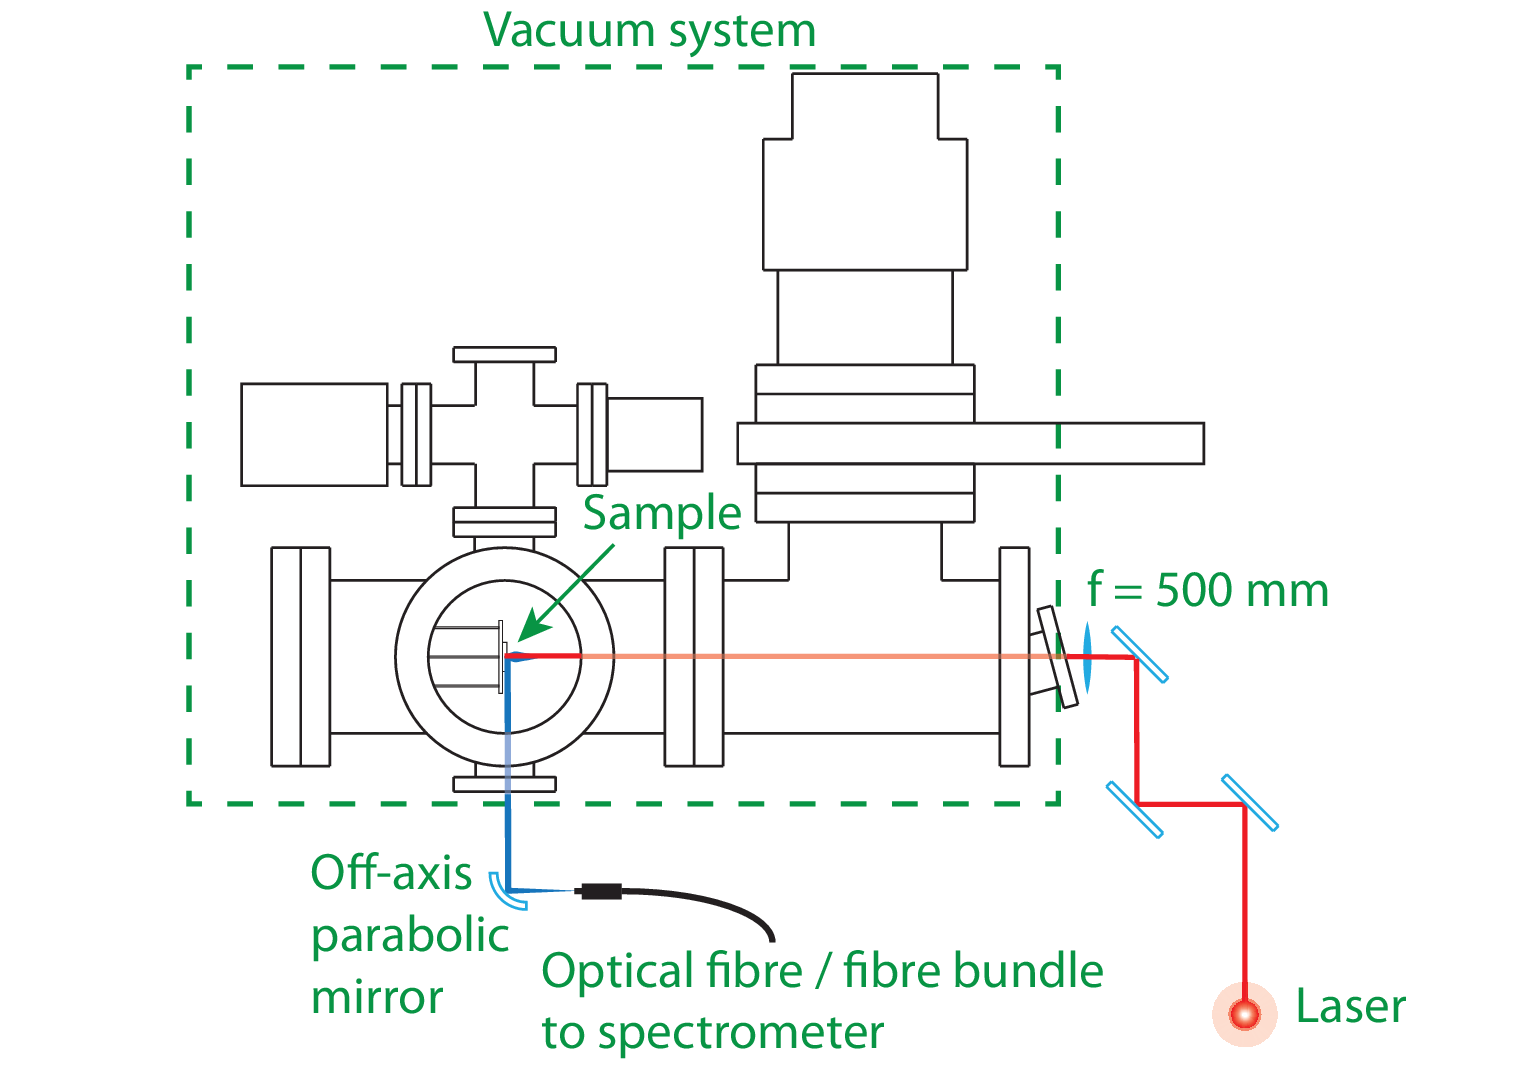 Vacuum system
Sample
f = 500 mm
Off-axis
parabolic
mirror
Optical fibre / fibre bundle
to spectrometer
Laser